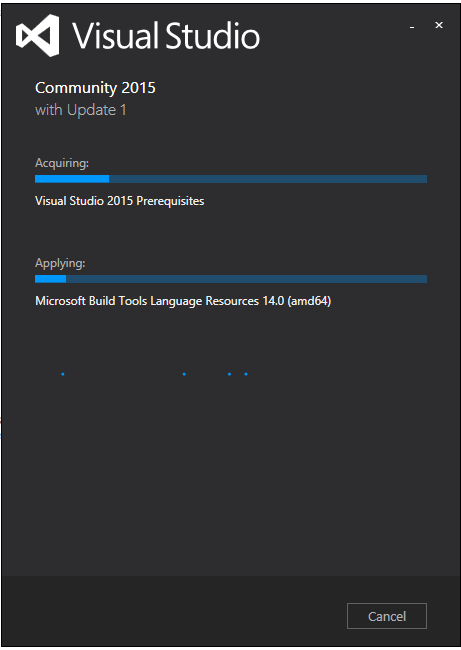 Visual Studio
Community 2015
with Update 1
Acquiring:
Visual Studio 2015 Prerequisites
Applying:
Microsoft Build Tools Language Resources 14.0 (amd64)
Cancel